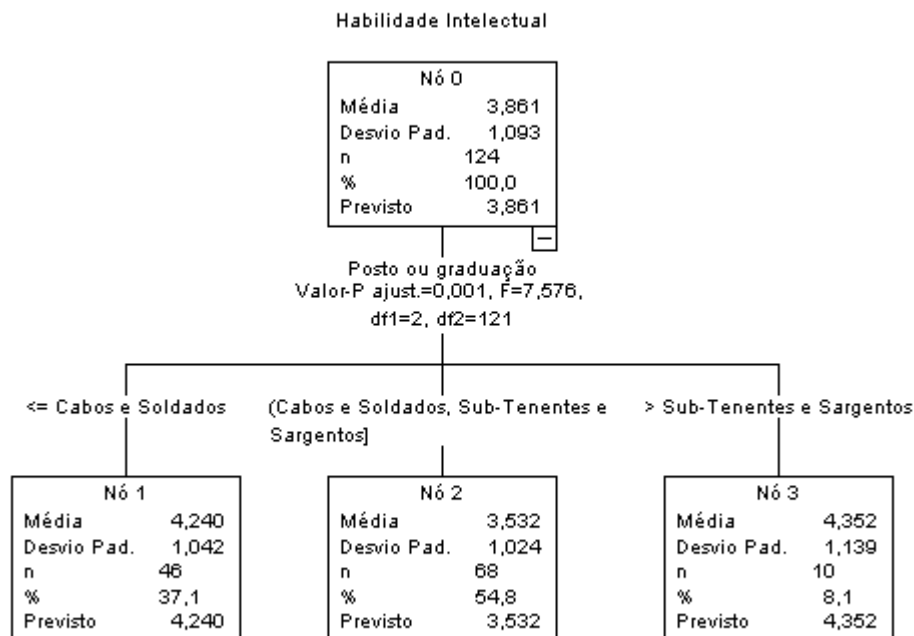 Habilidade Intelectual
Nó 0
Média 3,861
Desvio Pad. 1,093
n 124
% 100,0
Previsto 3,861
Posto ou graduação
Valor-P ajust.=0,001, F=7,576,
df1=2, df2=121
<= Cabos e Soldados
(Cabos e Soldados, Sub-Tenentes e
Sargentos]
> Sub-Tenentes e Sargentos
Nó 1
Média 4,240
Desvio Pad. 1,042
n 46
% 37,1
Previsto 4,240
Nó 2
Média 3,532
Desvio Pad. 1,024
n 68
% 54,8
Previsto 3,532
Nó 3
Média 4,352
Desvio Pad. 1,139
n 10
% 8,1
Previsto 4,352